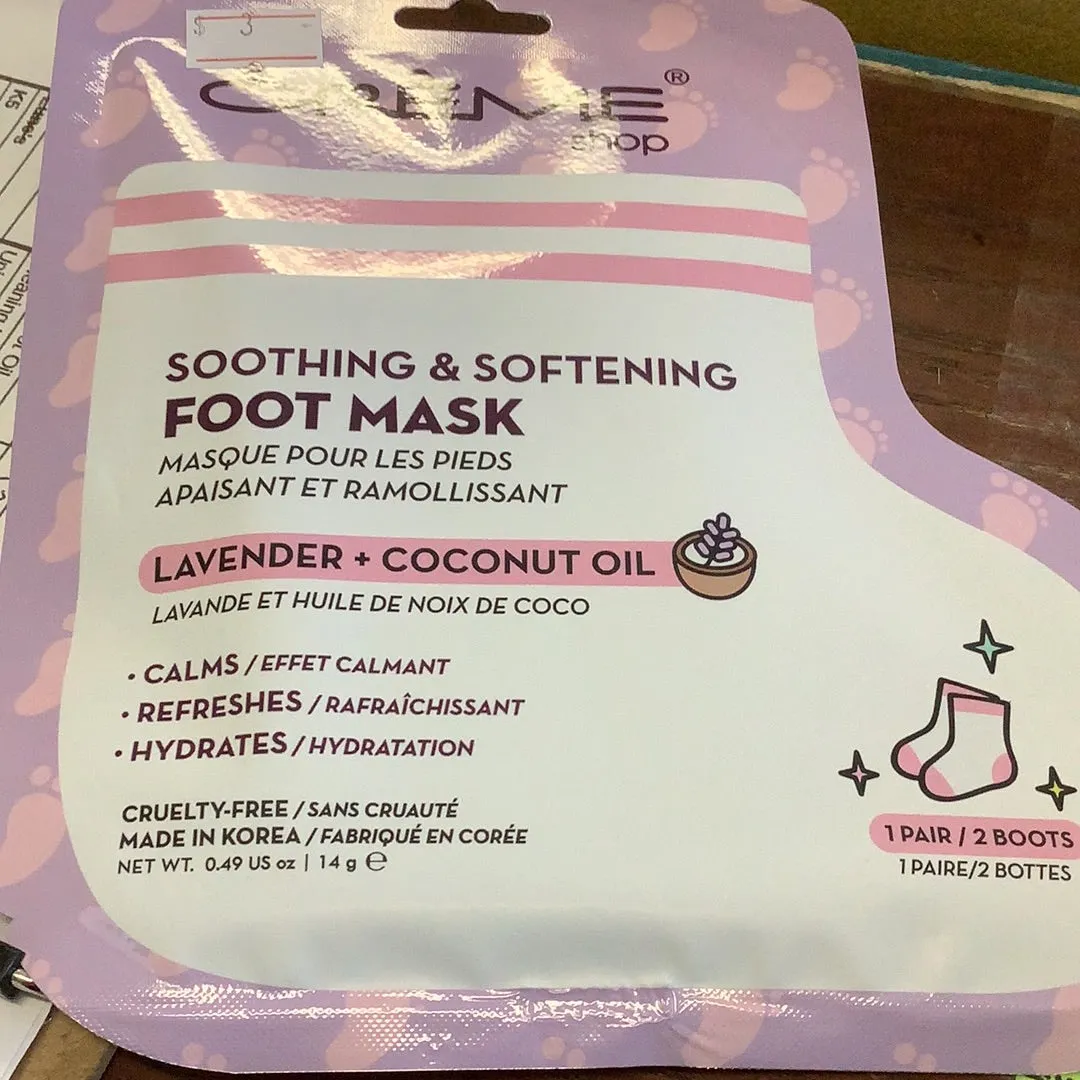 $ 3 -
CRÈME®
shop
SOOTHING & SOFTENING
FOOT MASK
MASQUE POUR LES PIEDS
APAISANT ET RAMOLLISSANT
LAVENDER + COCONUT OIL
LAVANDE ET HUILE DE NOIX DE COCO
• CALMS / EFFET CALMANT
• REFRESHES / RAFRAÎCHISSANT
• HYDRATES / HYDRATATION
CRUELTY-FREE / SANS CRUAUTÉ
MADE IN KOREA / FABRIQUÉ EN CORÉE
NET WT. 0.49 US oz | 14 g ℮
1 PAIR / 2 BOOTS
1 PAIRE/2 BOTTES